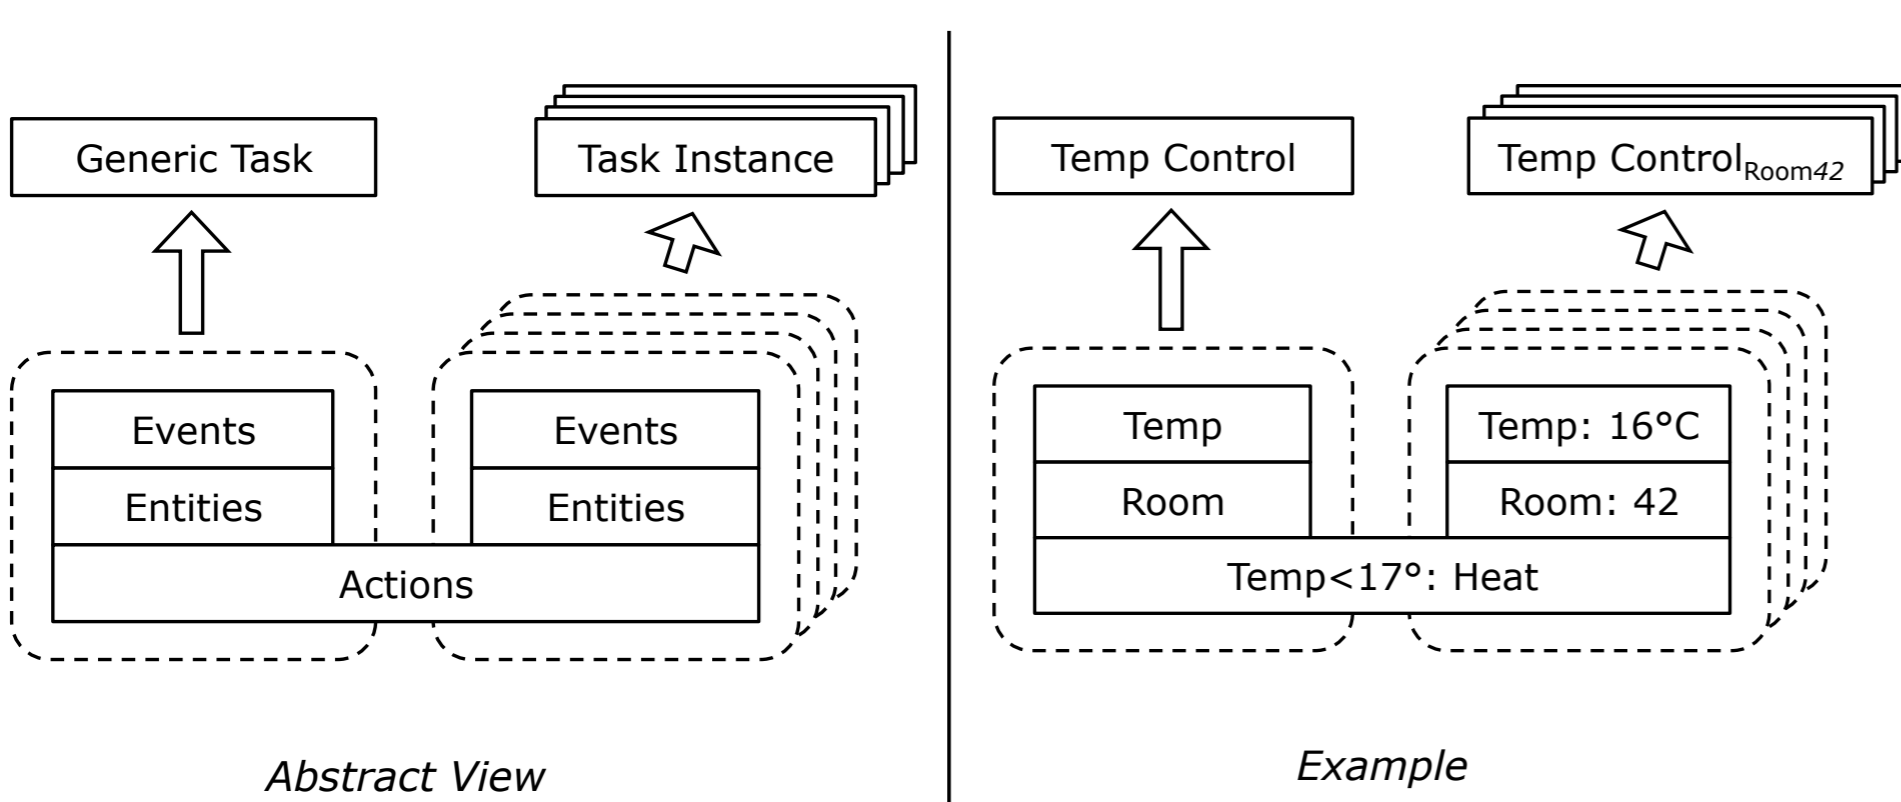 Generic Task
Task Instance
Events
Entities
Events
Entities
Actions
Abstract View
Temp Control
Temp ControlRoom42
Temp
Room
Temp: 16°C
Room: 42
Temp<17°: Heat
Example